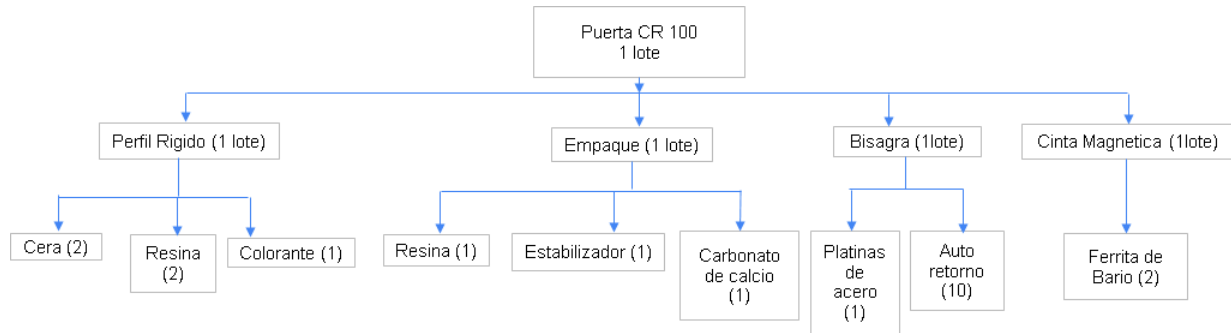 Puerta CR 100
1 lote
Perfil Rigido (1 lote)
Empaque (1 lote)
Bisagra (1lote)
Cinta Magnetica (1lote)
Cera (2)
Resina
(2)
Colorante (1)
Resina (1)
Estabilizador (1)
Carbonato
de calcio
(1)
Platinas
de
acero (1)
Auto
retorno
(10)
Ferrita de
Bario (2)